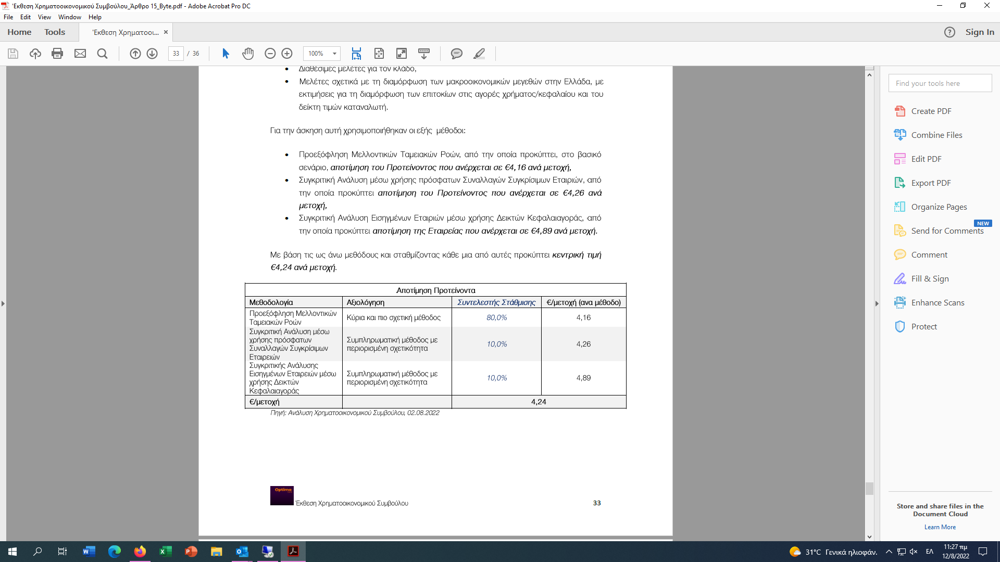 'Εκθεση Χρηματοοικονομικού Συμβούλου_Άρθρο 15_Byte.pdf - Adobe Acrobat Pro DC
File Edit View Window Help
Home Tools 'Εκθεση Χρηματοοι... × ? Sign In
33 / 36 100%
Διαθέσιμες μελέτες για τον κλάδο,
• Μελέτες σχετικά με τη διαμόρφωση των μακροοικονομικών μεγεθών στην Ελλάδα, με
εκτιμήσεις για τη διαμόρφωση των επιτοκίων στις αγορές χρήματος/κεφαλαίου και του
δείκτη τιμών καταναλωτή.
Για την άσκηση αυτή χρησιμοποιήθηκαν οι εξής μέθοδοι:
• Προεξόφληση Μελλοντικών Ταμειακών Ροών, από την οποία προκύπτει, στο βασικό
σενάριο, αποτίμηση του Προτείνοντος που ανέρχεται σε €4,16 ανά μετοχή,
• Συγκριτική Ανάλυση μέσω χρήσης πρόσφατων Συναλλαγών Συγκρίσιμων Εταιριών, από
την οποία προκύπτει αποτίμηση του Προτείνοντος που ανέρχεται σε €4,26 ανά
μετοχή,
• Συγκριτική Ανάλυση Εισηγμένων Εταιριών μέσω χρήσης Δεικτών Κεφαλαιαγοράς, από
την οποία προκύπτει αποτίμηση της Εταιρείας που ανέρχεται σε €4,89 ανά μετοχή.
Με βάση τις ως άνω μεθόδους και σταθμίζοντας κάθε μια από αυτές προκύπτει κεντρική τιμή
€4,24 ανά μετοχή.
Αποτίμηση Προτείνοντα
Μεθοδολογία Αξιολόγηση Συντελεστής Στάθμισης €/μετοχή (ανα μέθοδο)
Προεξόφληση Μελλοντικών
Ταμειακών Ροών
Κύρια και πιο σχετική μέθοδος 80,0% 4,16
Συγκριτική Ανάλυση μέσω
χρήσης πρόσφατων
Συναλλαγών Συγκρίσιμων
Εταιρειών
Συμπληρωματική μέθοδος με
περιορισμένη σχετικότητα
10,0% 4,26
Συγκριτικής Ανάλυσης
Εισηγμένων Εταιρειών μέσω
χρήσης Δεικτών
Κεφαλαιαγοράς
Συμπληρωματική μέθοδος με
περιορισμένη σχετικότητα
10,0% 4,89
€/μετοχή 4,24
Πηγή: Ανάλυση Χρηματοοικονομικού Συμβούλου, 02.08.2022
Optima
Έκθεση Χρηματοοικονομικού Συμβούλου 33
Find your tools here
Create PDF
Combine Files
Edit PDF
Export PDF
Organize Pages
NEW
Send for Comments
Comment
Fill & Sign
Enhance Scans
Protect
Store and share files in the
Document Cloud
Learn More
31°C Γενικά ηλιοφάν. ΕΛ 11:27 πμ
12/8/2022